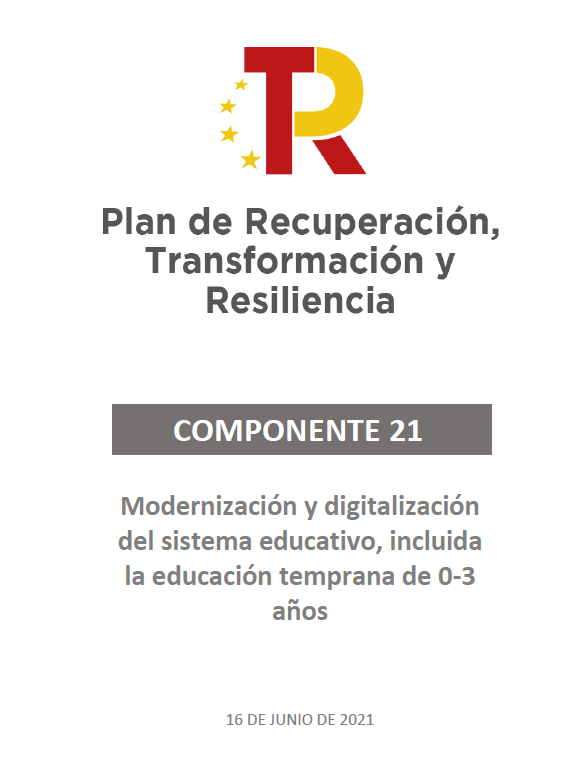 TR
Plan de Recuperación,
Transformación y
Resiliencia
COMPONENTE 21
Modernización y digitalización
del sistema educativo, incluida
la educación temprana de 0-3
años
16 DE JUNIO DE 2021